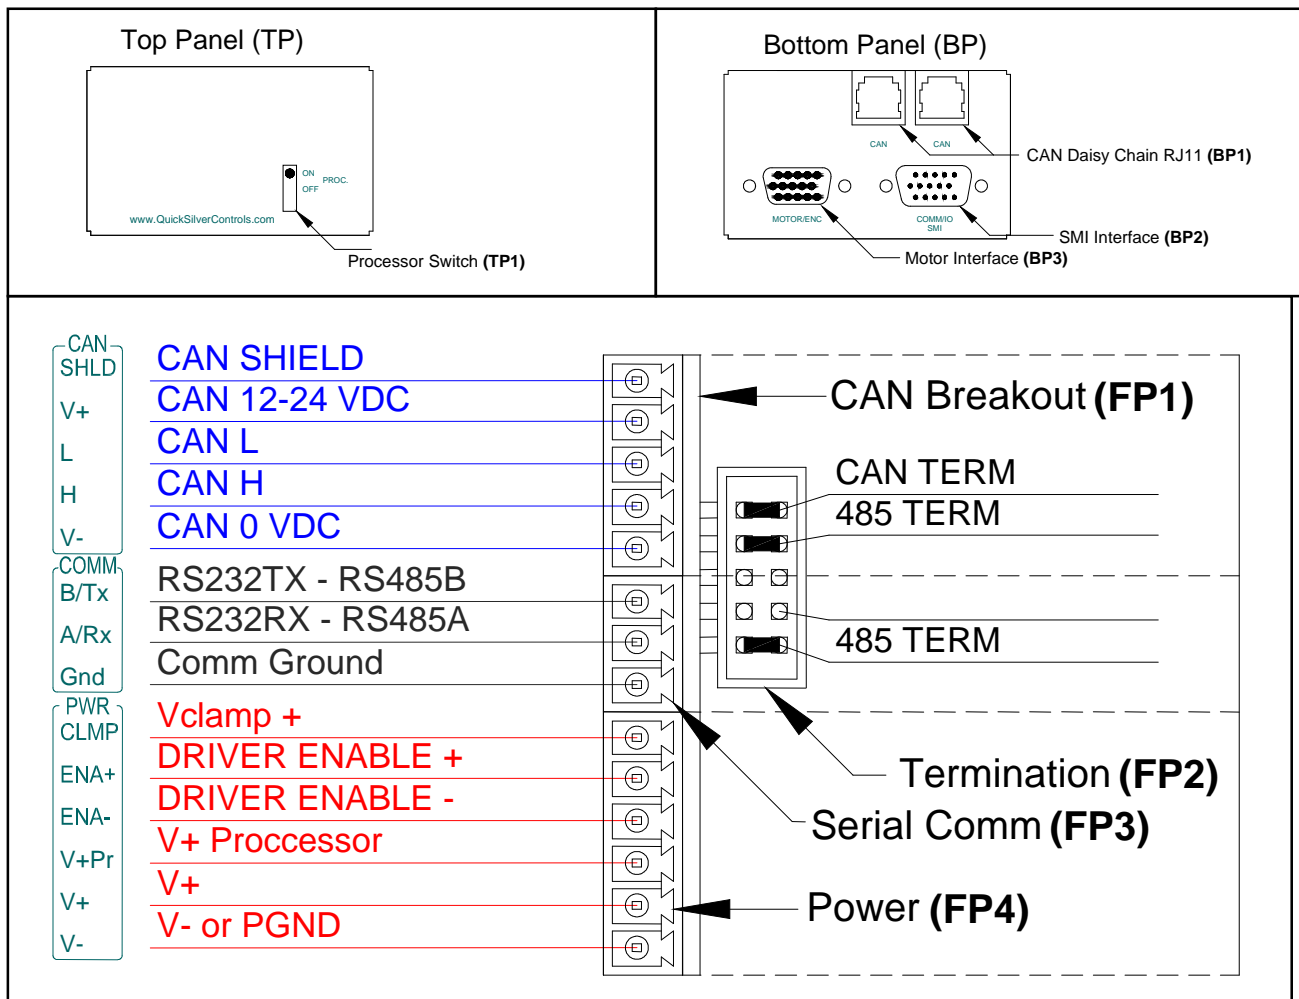 Top Panel (TP)
ON
OFF
PROC.
www.QuickSilverControls.com
Processor Switch (TP1)
Bottom Panel (BP)
CAN
CAN
CAN Daisy Chain RJ11 (BP1)
MOTOR/ENC
COMM/IO
SMI
SMI Interface (BP2)
Motor Interface (BP3)
CAN
SHLD
V+
L
H
V-
COMM
B/Tx
A/Rx
Gnd
PWR
CLMP
ENA+
ENA-
V+Pr
V+
V-
CAN SHIELD
CAN 12-24 VDC
CAN L
CAN H
CAN 0 VDC
RS232TX - RS485B
RS232RX - RS485A
Comm Ground
Vclamp +
DRIVER ENABLE +
DRIVER ENABLE -
V+ Proccessor
V+
V- or PGND
CAN Breakout (FP1)
CAN TERM
485 TERM
485 TERM
Termination (FP2)
Serial Comm (FP3)
Power (FP4)